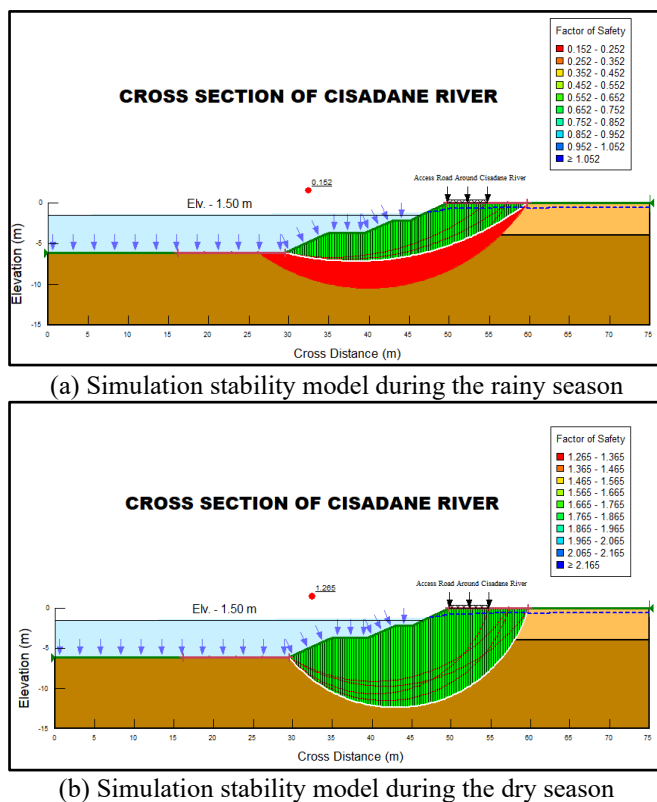 Factor of Safety
0.152 - 0.252
0.252 - 0.352
0.352 - 0.452
0.452 - 0.552
0.552 - 0.652
0.652 - 0.752
0.752 - 0.852
0.852 - 0.952
0.952 - 1.052
≥ 1.052
CROSS SECTION OF CISADANE RIVER
0.152
Access Road Around Cisadane River
Elv. - 1.50 m
Elevation (m)
0
-5
-10
-15
0 5 10 15 20 25 30 35 40 45 50 55 60 65 70 75
Cross Distance (m)
(a) Simulation stability model during the rainy season
Factor of Safety
1.265 - 1.365
1.365 - 1.465
1.465 - 1.565
1.565 - 1.665
1.665 - 1.765
1.765 - 1.865
1.865 - 1.965
1.965 - 2.065
2.065 - 2.165
≥ 2.165
CROSS SECTION OF CISADANE RIVER
1.265
Access Road Around Cisadane River
Elv. - 1.50 m
Elevation (m)
0
-5
-10
-15
0 5 10 15 20 25 30 35 40 45 50 55 60 65 70 75
Cross Distance (m)
(b) Simulation stability model during the dry season